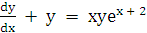 dy/dx + y = xye^{x + 2}